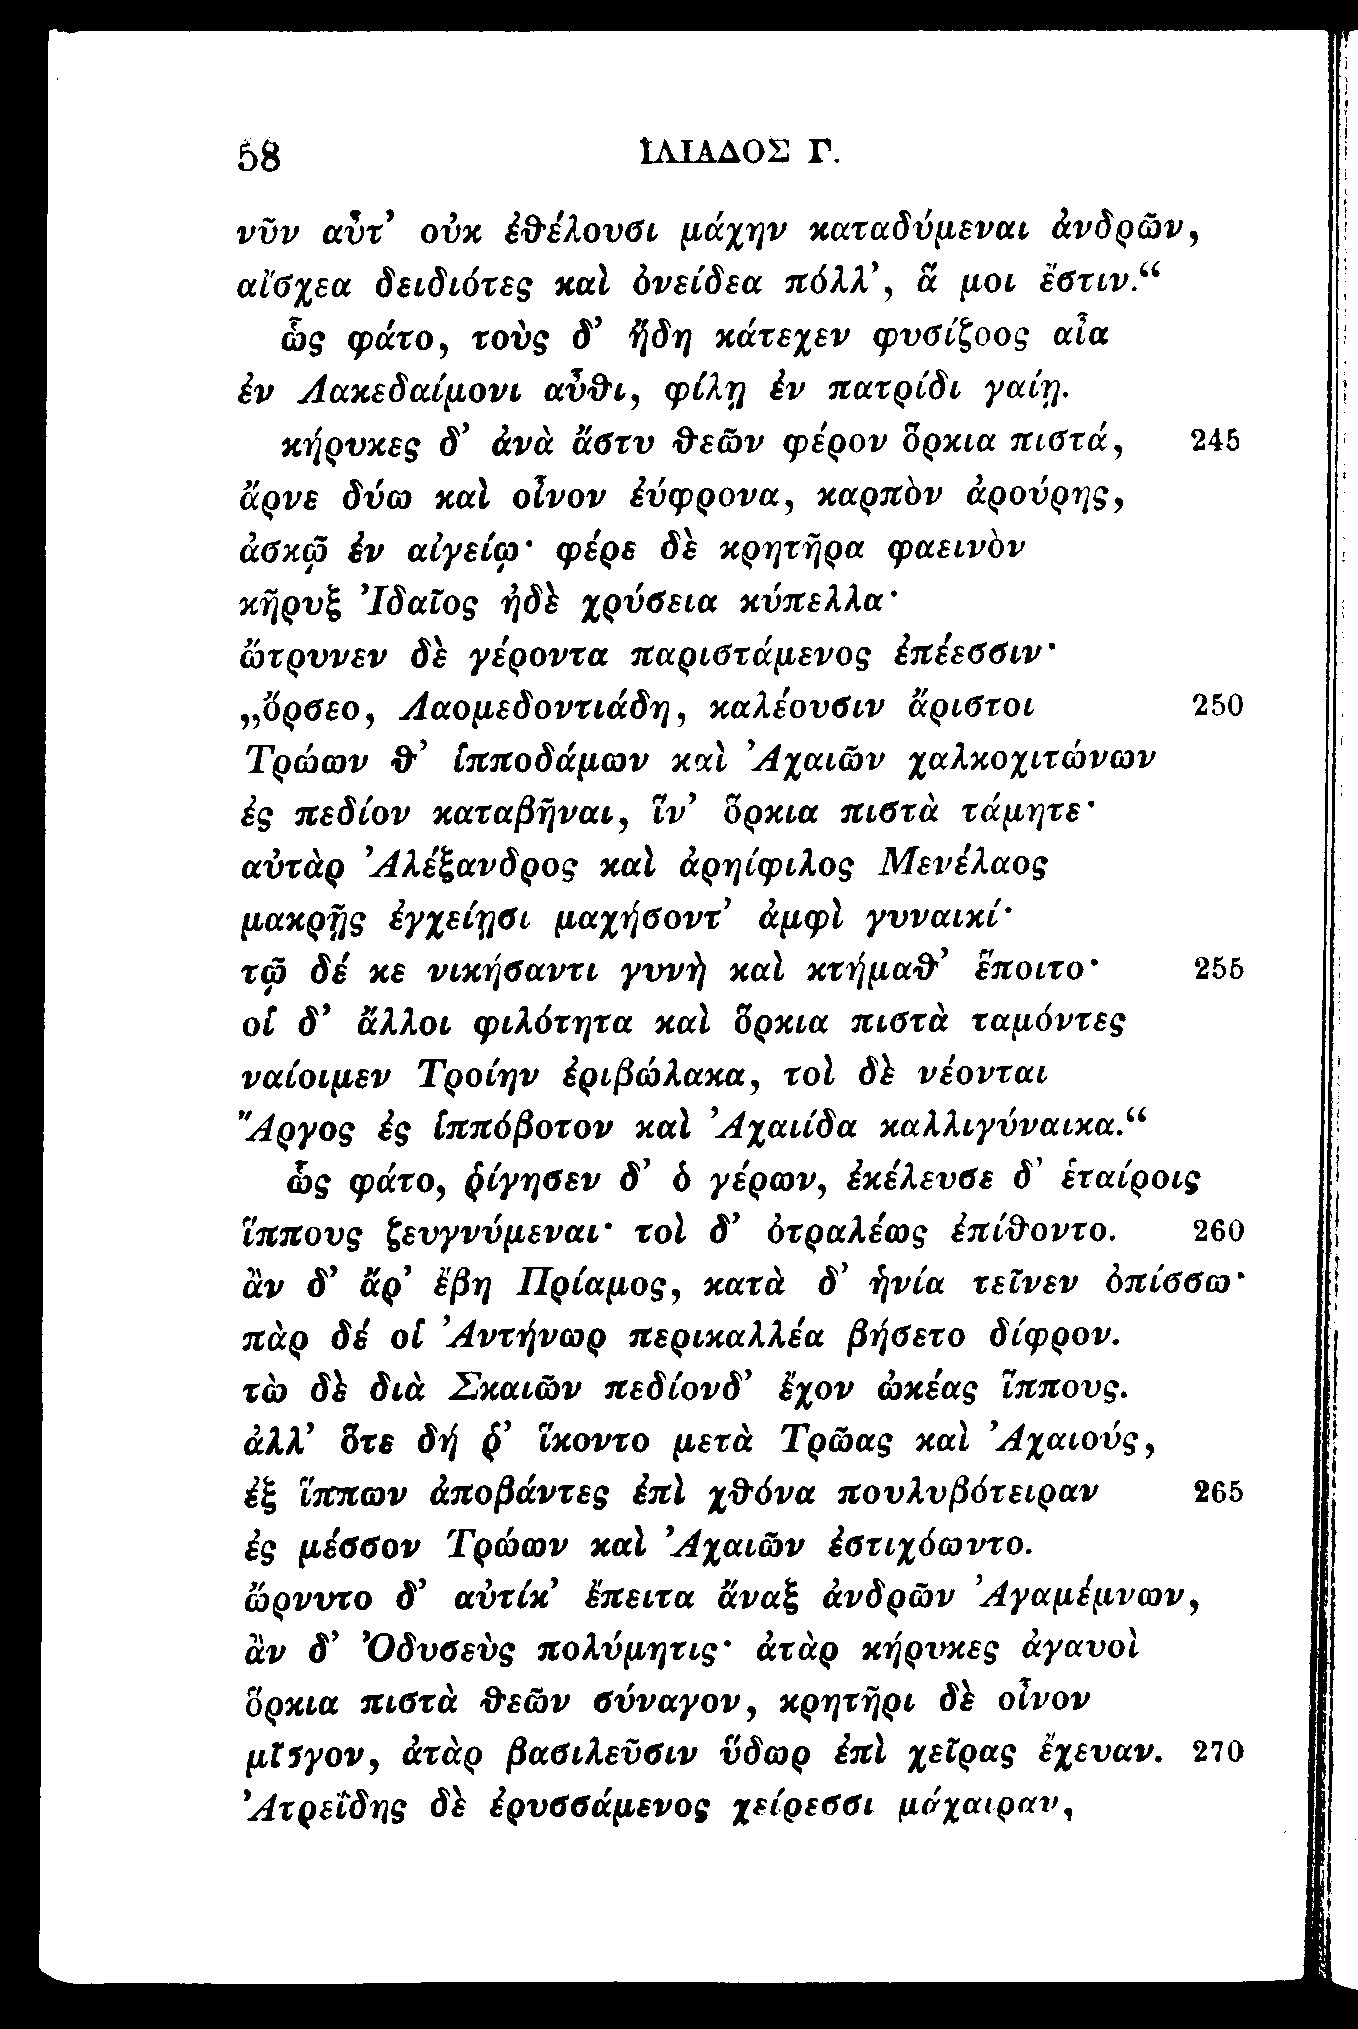 58 ΙΛΙΑΔΟΣ Γ.
νῦν αὖτ’ οὐκ ἐθέλουσι μάχην καταδύμεναι ἀνδρῶν,
αἴσχεα δειδιότες καὶ ὀνείδεα πόλλ’, ἅ μοι ἔστιν.“
ὣς φάτο, τοὺς δ’ ἤδη κάτεχεν φυσίζοος αἶα
ἐν Λακεδαίμονι αὖθι, φίλῃ ἐν πατρίδι γαίῃ.
κήρυκες δ’ ἀνὰ ἄστυ θεῶν φέρον ὅρκια πιστά, 245
ἄρνε δύω καὶ οἶνον ἐύφρονα, καρπὸν ἀρούρης,
ἀσκῷ ἐν αἰγείῳ· φέρε δὲ κρητῆρα φαεινὸν
κῆρυξ Ἰδαῖος ἠδὲ χρύσεια κύπελλα·
ὤτρυνεν δὲ γέροντα παριστάμενος ἐπέεσσιν·
„ὄρσεο, Λαομεδοντιάδη, καλέουσιν ἄριστοι 250
Τρώων θ’ ἱπποδάμων καὶ Ἀχαιῶν χαλκοχιτώνων
ἐς πεδίον καταβῆναι, ἵν’ ὅρκια πιστὰ τάμητε·
αὐτὰρ Ἀλέξανδρος καὶ ἀρηίφιλος Μενέλαος
μακρῇς ἐγχείῃσι μαχήσοντ’ ἀμφὶ γυναικί·
τῷ δέ κε νικήσαντι γυνὴ καὶ κτήμαθ’ ἕποιτο· 255
οἱ δ’ ἄλλοι φιλότητα καὶ ὅρκια πιστὰ ταμόντες
ναίοιμεν Τροίην ἐριβώλακα, τοὶ δὲ νέονται
Ἄργος ἐς ἱππόβοτον καὶ Ἀχαιίδα καλλιγύναικα.“
ὣς φάτο, ῥίγησεν δ’ ὁ γέρων, ἐκέλευσε δ’ ἑταίροις
ἵππους ζευγνύμεναι· τοὶ δ’ ὀτραλέως ἐπίθοντο. 260
ἂν δ’ ἄρ’ ἔβη Πρίαμος, κατὰ δ’ ἡνία τεῖνεν ὀπίσσω·
πὰρ δέ οἱ Ἀντήνωρ περικαλλέα βήσετο δίφρον.
τὼ δὲ διὰ Σκαιῶν πεδίονδ’ ἔχον ὠκέας ἵππους.
ἀλλ’ ὅτε δή ῥ’ ἵκοντο μετὰ Τρῶας καὶ Ἀχαιούς,
ἐξ ἵππων ἀποβάντες ἐπὶ χθόνα πουλυβότειραν 265
ἐς μέσσον Τρώων καὶ Ἀχαιῶν ἐστιχόωντο.
ὤρνυτο δ’ αὐτίκ’ ἔπειτα ἄναξ ἀνδρῶν Ἀγαμέμνων,
ἂν δ’ Ὀδυσεὺς πολύμητις· ἀτὰρ κήρυκες ἀγαυοὶ
ὅρκια πιστὰ θεῶν σύναγον, κρητῆρι δὲ οἶνον
μῖσγον, ἀτὰρ βασιλεῦσιν ὕδωρ ἐπὶ χεῖρας ἔχευαν. 270
Ἀτρεΐδης δὲ ἐρυσσάμενος χείρεσσι μάχαιραν,